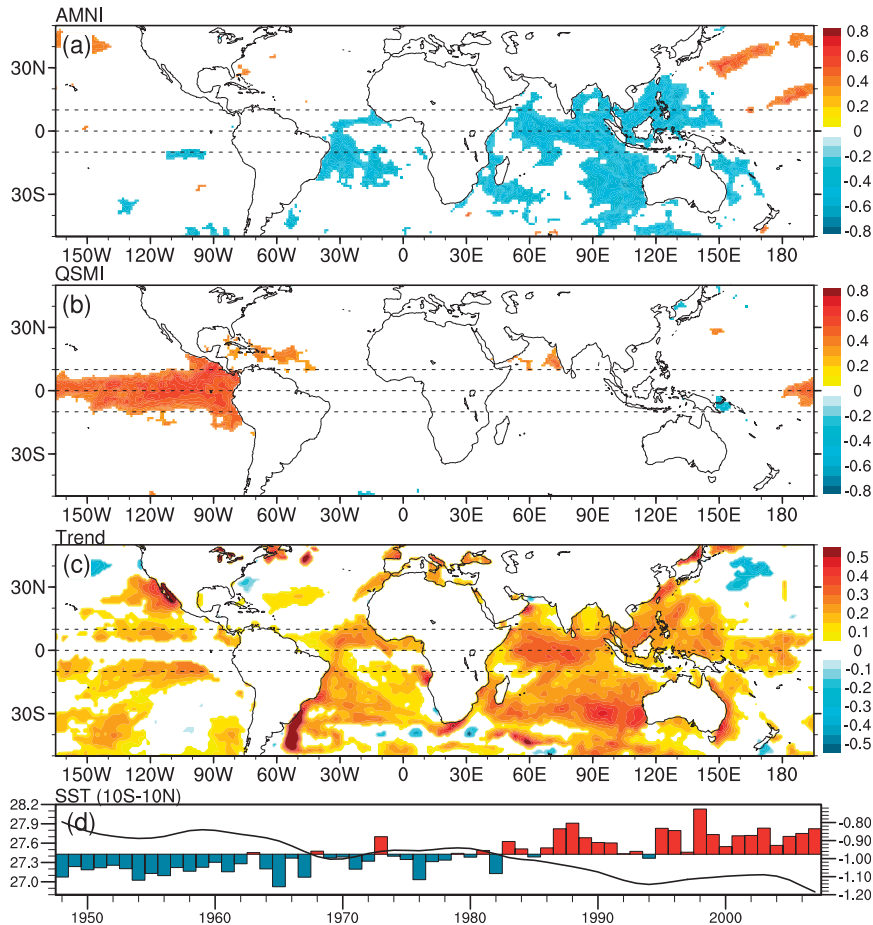 AMNI
(a)
30N
0
30S
150W 120W 90W 60W 30W 0 30E 60E 90E 120E 150E 180
0.8
0.6
0.4
0.2
0
-0.2
-0.4
-0.6
-0.8
QSMI
(b)
30N
0
30S
150W 120W 90W 60W 30W 0 30E 60E 90E 120E 150E 180
0.8
0.6
0.4
0.2
0
-0.2
-0.4
-0.6
-0.8
Trend
(c)
30N
0
30S
150W 120W 90W 60W 30W 0 30E 60E 90E 120E 150E 180
0.5
0.4
0.3
0.2
0.1
0
-0.1
-0.2
-0.3
-0.4
-0.5
SST (10S-10N)
(d)
28.2
27.9
27.6
27.3
27.0
-0.80
-0.90
-1.00
-1.10
-1.20
1950 1960 1970 1980 1990 2000